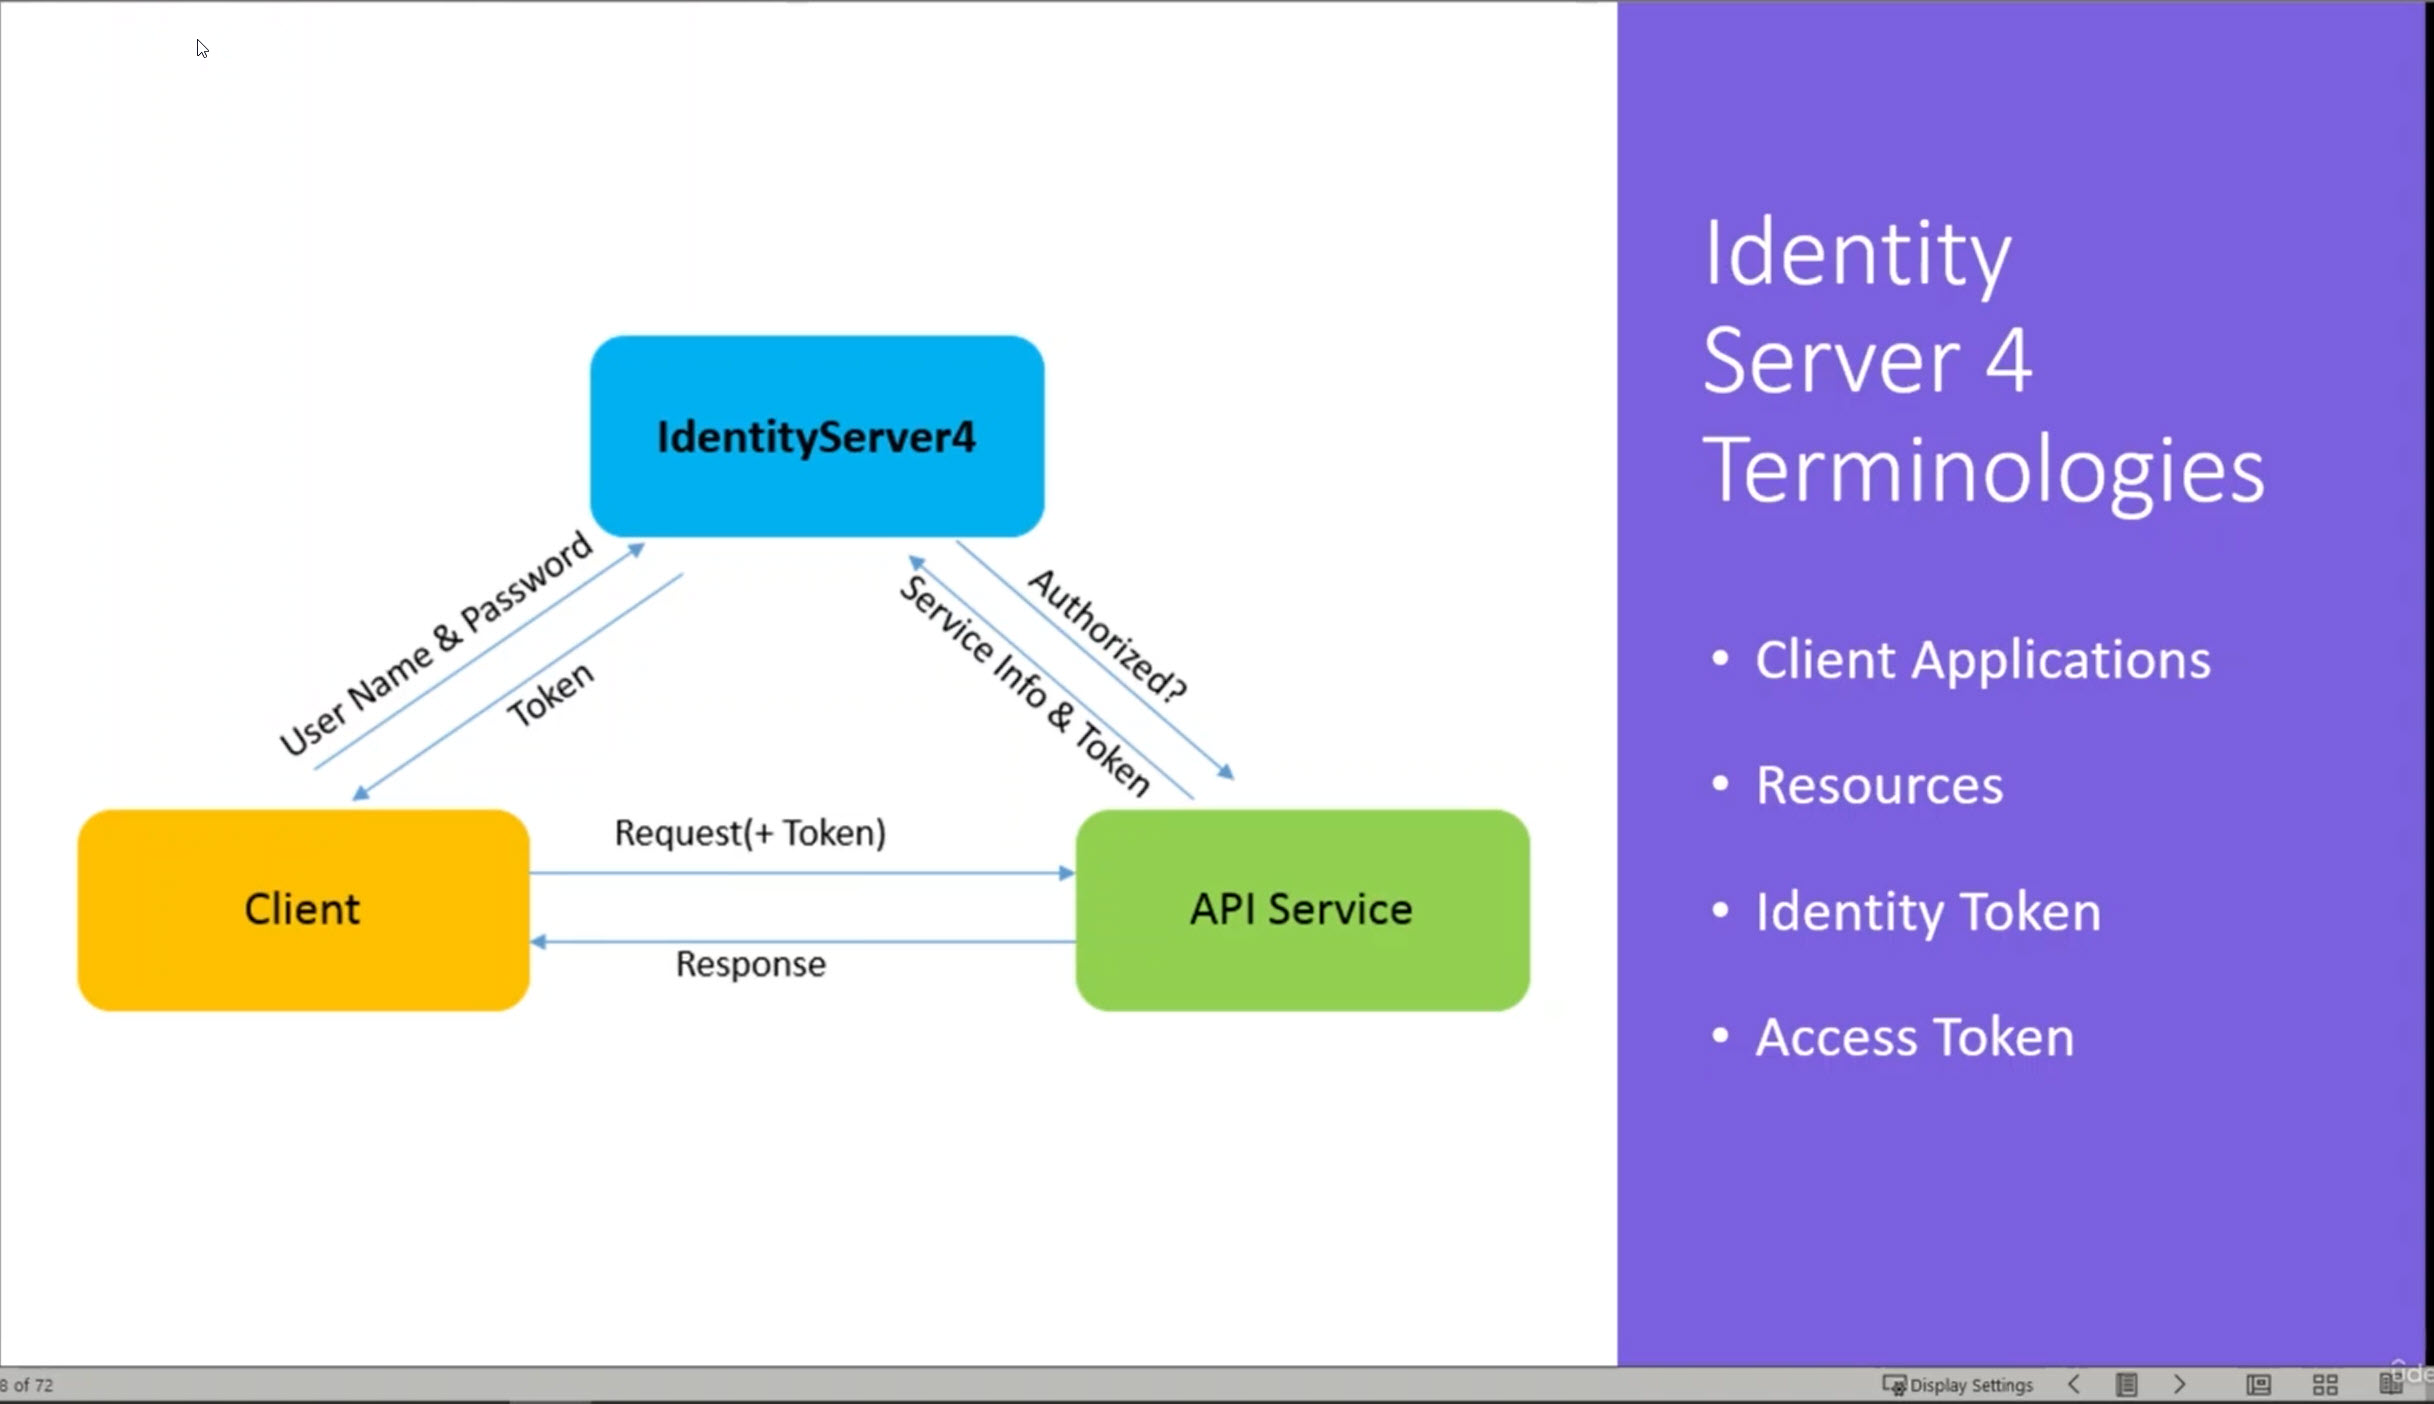 IdentityServer4
User Name & Password
Token
Authorized?
Service Info & Token
Request(+ Token)
Client
API Service
Response
Identity
Server 4
Terminologies
• Client Applications
• Resources
• Identity Token
• Access Token
8 of 72
Display Settings